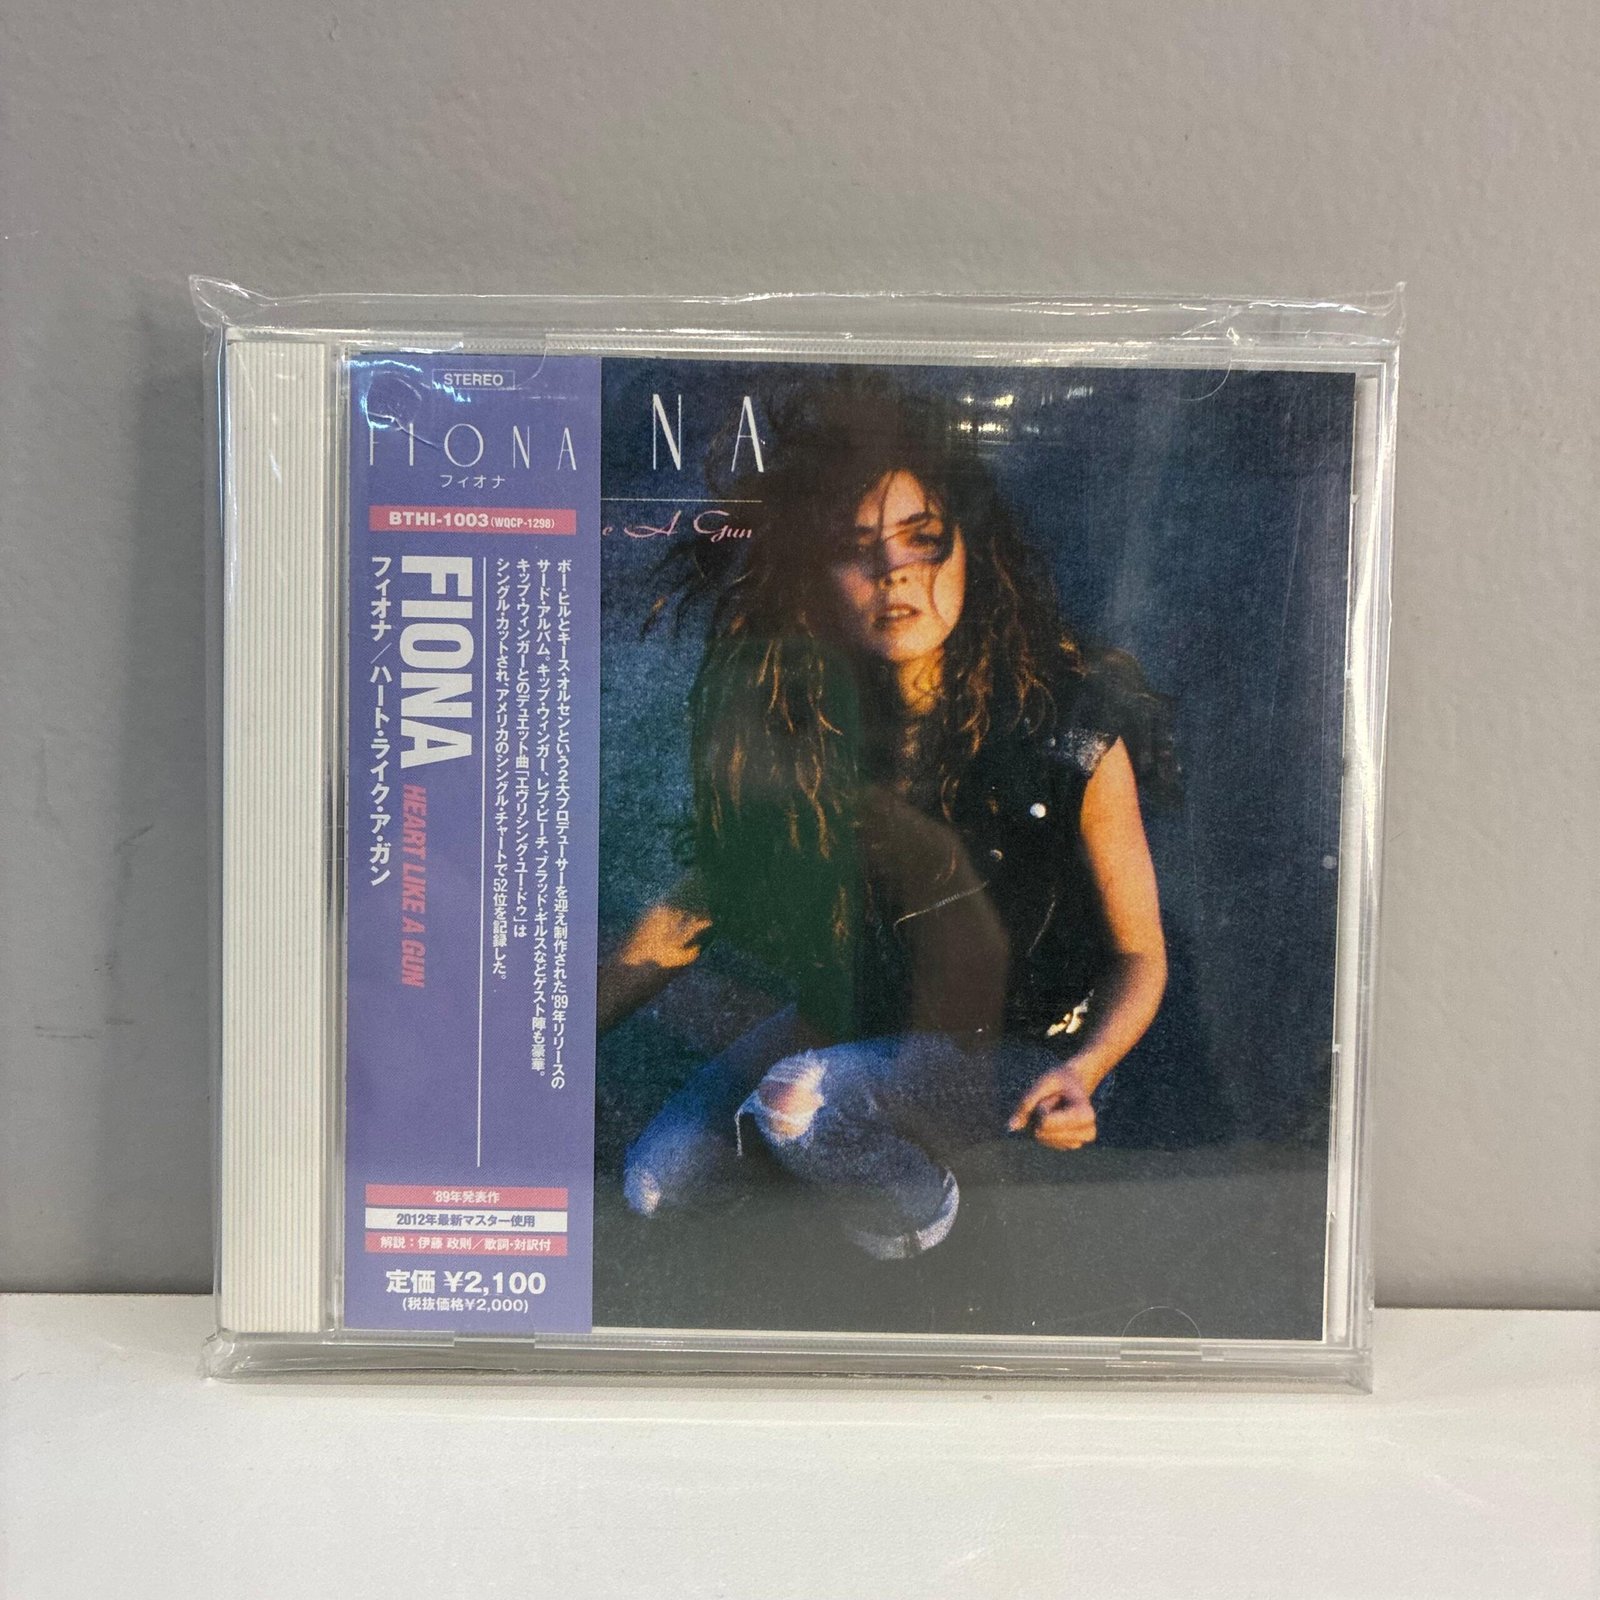 STEREO
FIONA
フィオナ
BTHI-1003(WQCP-1298)
FIONA HEART LIKE A GUN
フィオナ／ハート・ライク・ア・ガン
ボー・ヒルとキース・オルセンという2大プロデューサーを迎え制作された'89年リリースの
サード・アルバム。キップ・ウィンガー、レブ・ビーチ、ブラッド・ギルスなどゲスト陣も豪華。
キップ・ウィンガーとのデュエット曲「エヴリシング・ユー・ドゥ」は
シングル・カットされ、アメリカのシングル・チャートで52位を記録した。
'89年発表作
2012年最新マスター使用
解説：伊藤 政則／歌詞・対訳付
定価 ¥2,100
(税抜価格¥2,000)
NA
e A Gun